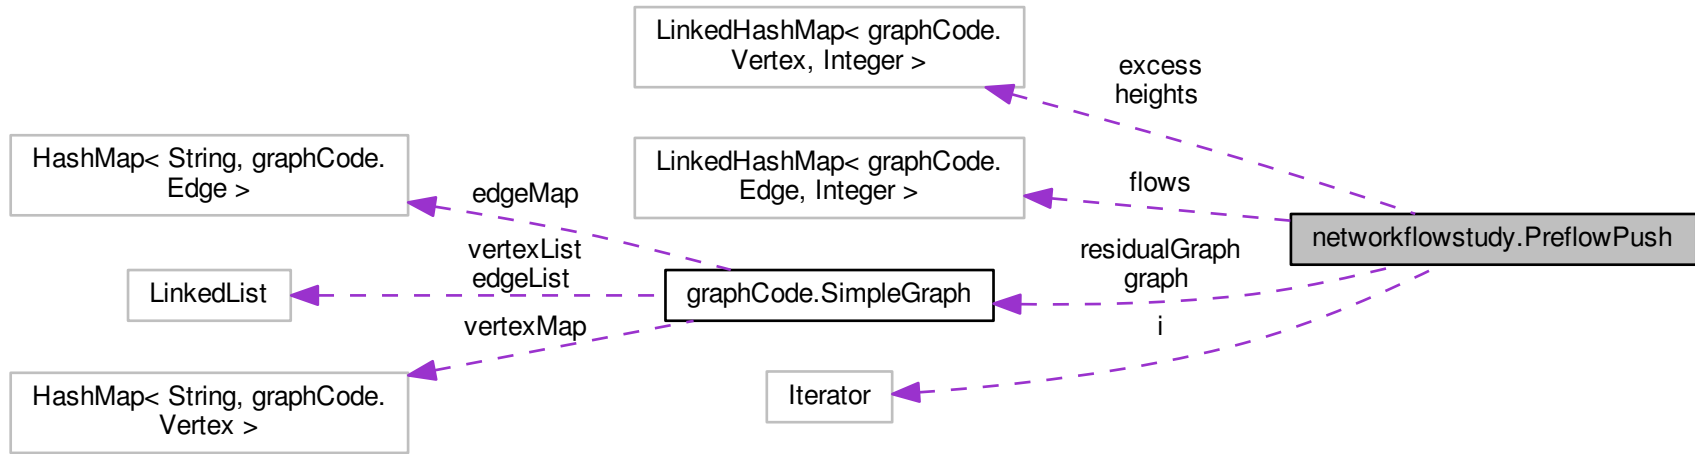 LinkedHashMap< graphCode.
Vertex, Integer >
excess
heights
HashMap< String, graphCode.
Edge >
LinkedHashMap< graphCode.
Edge, Integer >
edgeMap
flows
networkflowstudy.PreflowPush
vertexList
edgeList
residualGraph
graph
LinkedList
graphCode.SimpleGraph
vertexMap
i
HashMap< String, graphCode.
Vertex >
Iterator